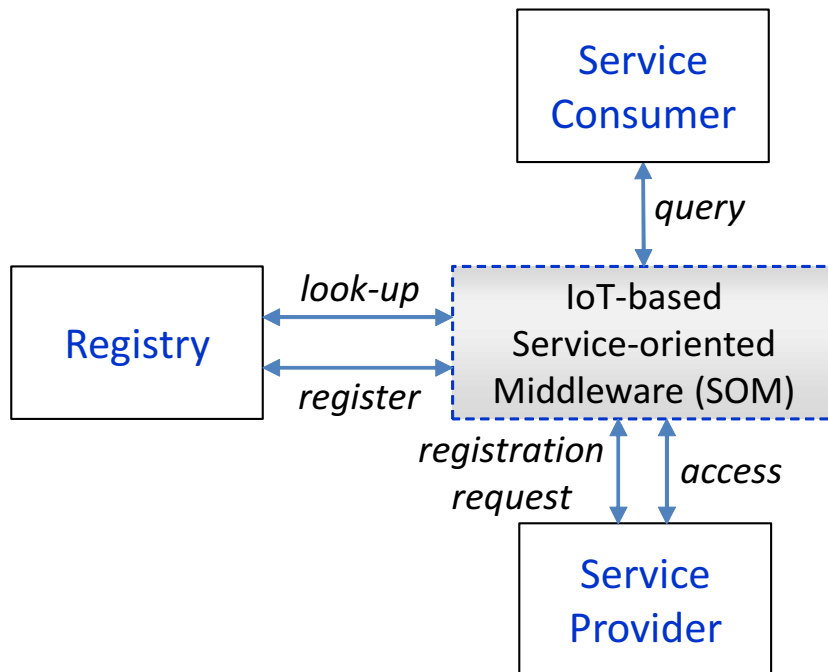 Service
Consumer
query
look-up
IoT-based
Service-oriented
Middleware (SOM)
Registry
register
registration
request
access
Service
Provider